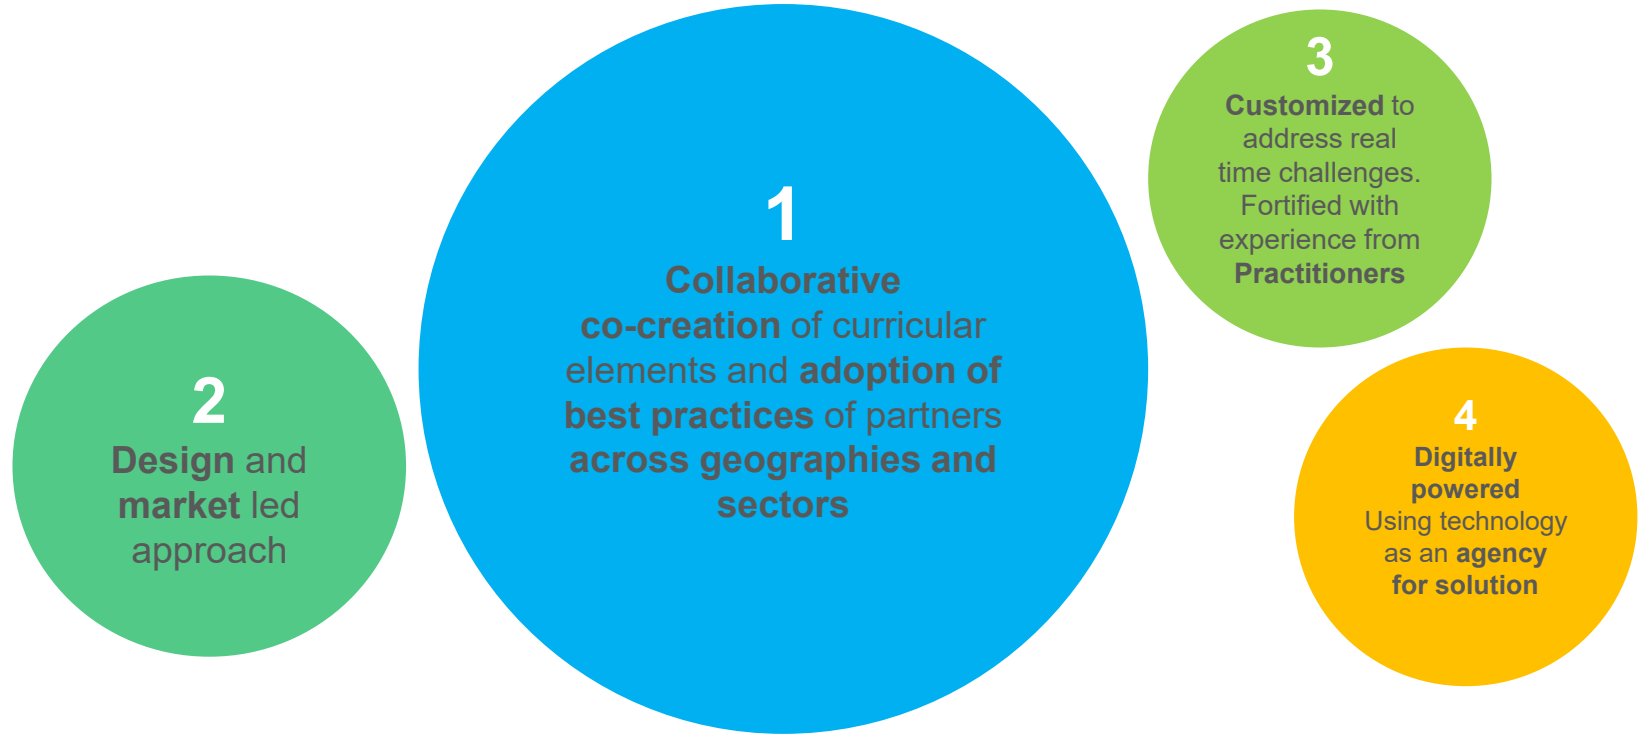 1
Collaborative
co-creation of curricular
elements and adoption of
best practices of partners
across geographies and
sectors
2
Design and
market led
approach
3
Customized to
address real
time challenges.
Fortified with
experience from
Practitioners
4
Digitally
powered
Using technology
as an agency
for solution